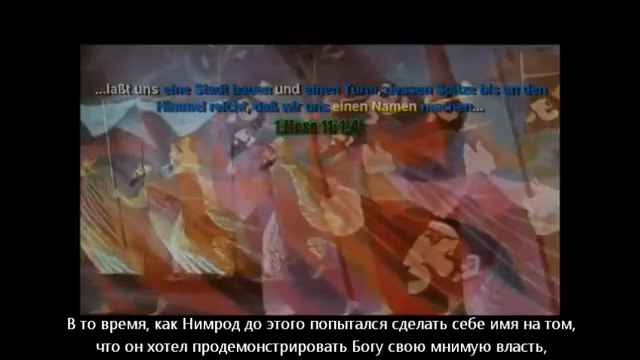 ...laßt uns eine Stadt bauen und einen Turm, dessen Spitze bis an den
Himmel reicht, daß wir uns einen Namen machen...
1.Mose 11:1,4
В то время, как Нимрод до этого попытался сделать себе имя на том,
что он хотел продемонстрировать Богу свою мнимую власть,